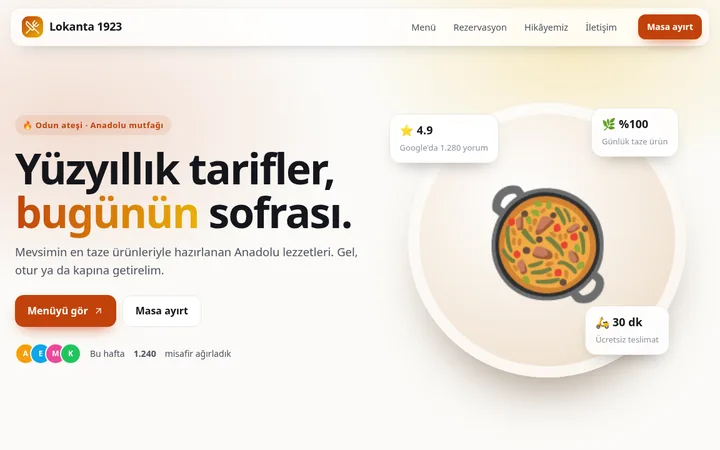 Lokanta 1923
Menü
Rezervasyon
Hikâyemiz
İletişim
Masa ayırt
🔥 Odun ateşi · Anadolu mutfağı
Yüzyıllık tarifler,
bugünün sofrası.
Mevsimin en taze ürünleriyle hazırlanan Anadolu lezzetleri. Gel,
otur ya da kapına getirelim.
Menüyü gör ↗
Masa ayırt
A E M K
Bu hafta 1.240 misafir ağırladık
⭐ 4.9
Google'da 1.280 yorum
🌿 %100
Günlük taze ürün
🛵 30 dk
Ücretsiz teslimat